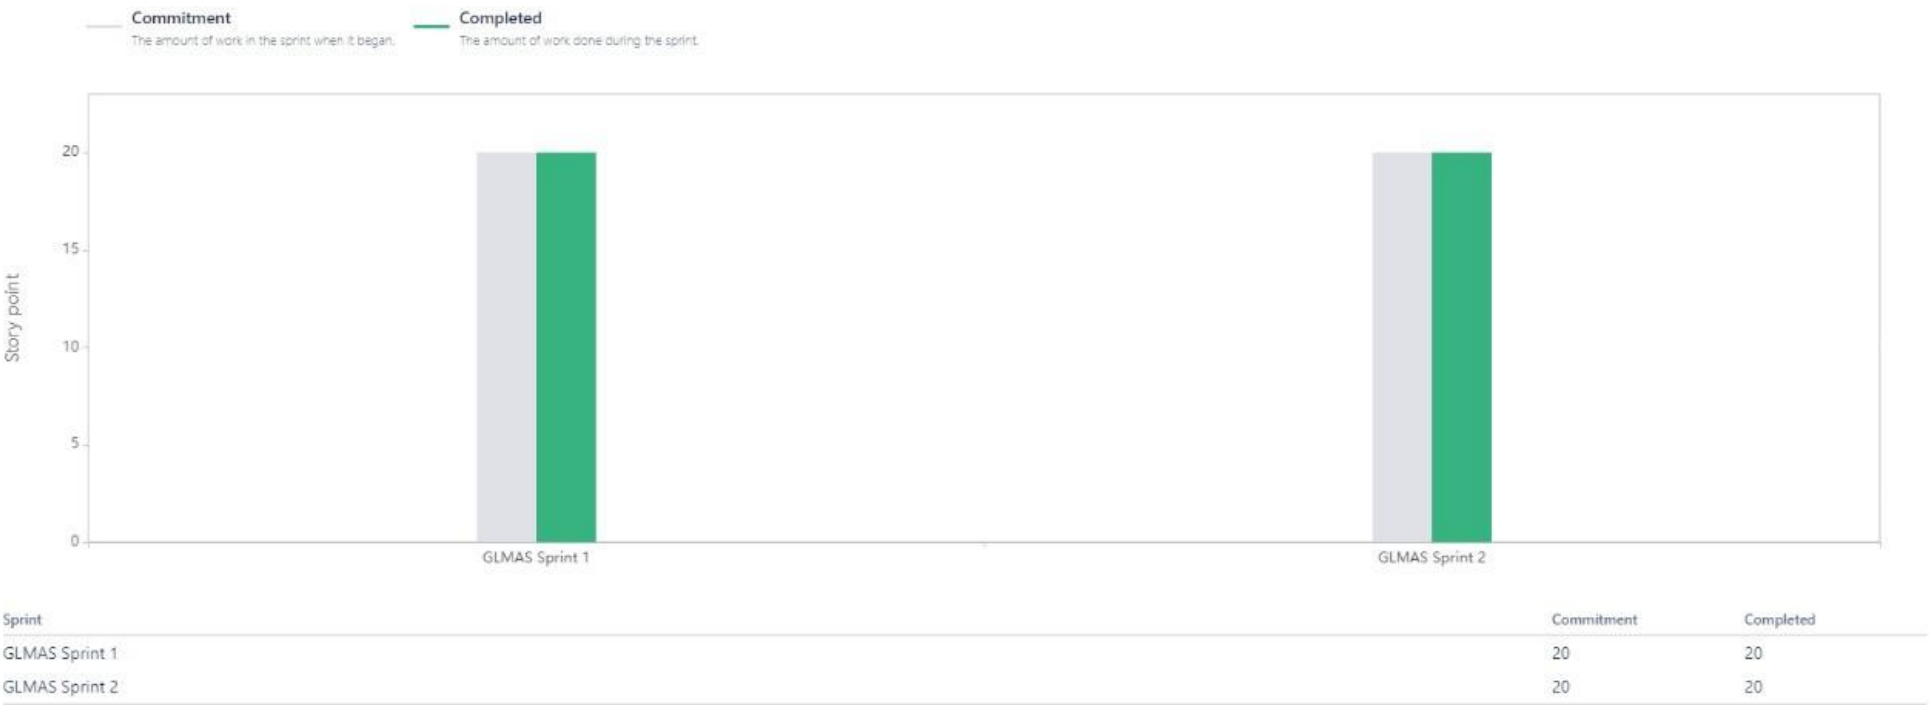 Commitment Completed
The amount of work in the sprint when it began. The amount of work done during the sprint.
20
15
10
5
0
Story point
GLMAS Sprint 1 GLMAS Sprint 2
Sprint Commitment Completed
GLMAS Sprint 1 20 20
GLMAS Sprint 2 20 20